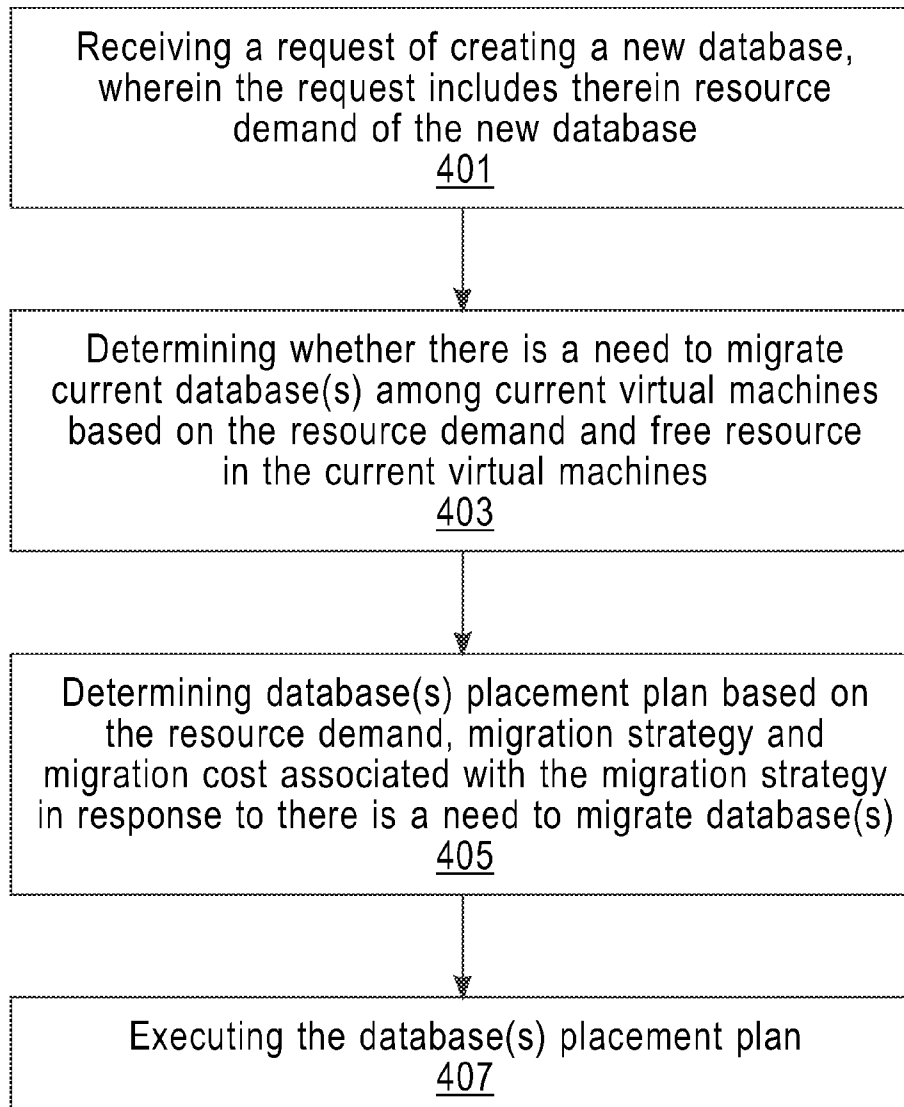 Receiving a request of creating a new database,
wherein the request includes therein resource
demand of the new database
401
Determining whether there is a need to migrate
current database(s) among current virtual machines
based on the resource demand and free resource
in the current virtual machines
403
Determining database(s) placement plan based on
the resource demand, migration strategy and
migration cost associated with the migration strategy
in response to there is a need to migrate database(s)
405
Executing the database(s) placement plan
407